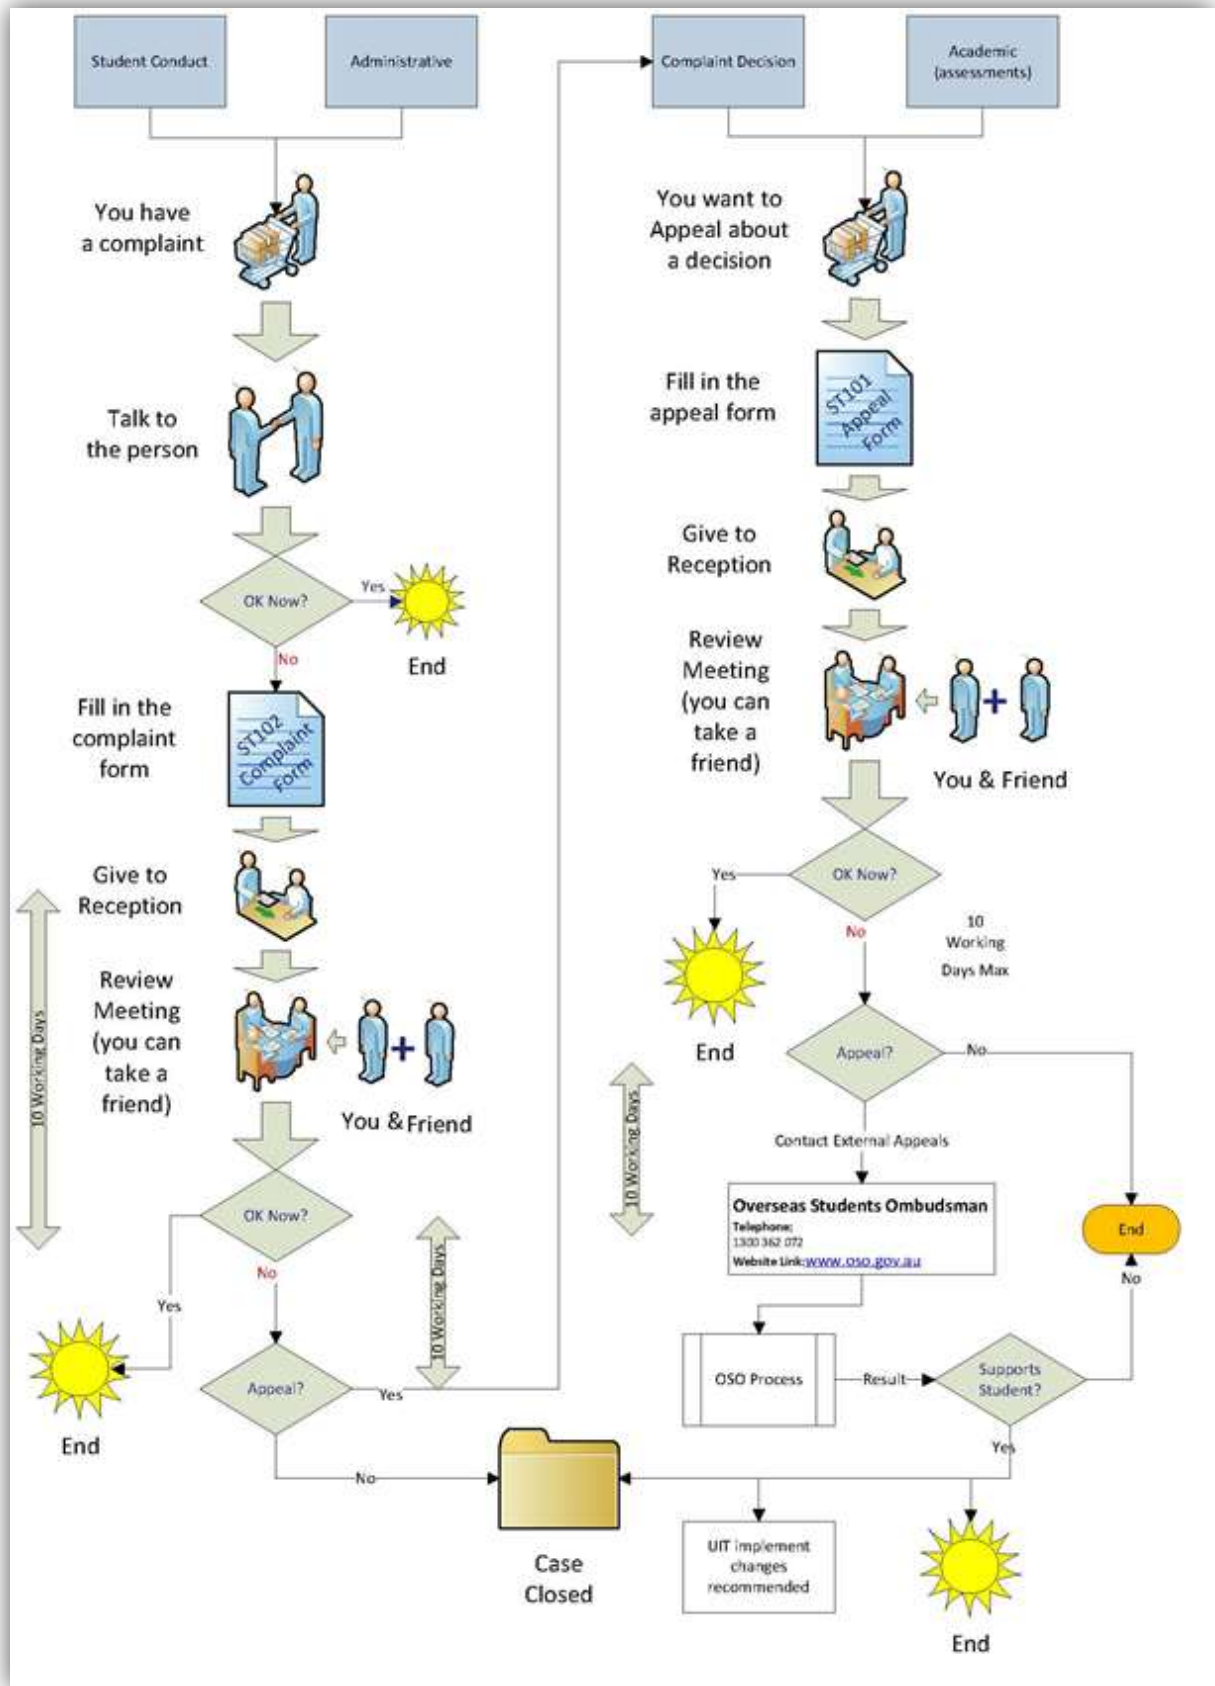 Student Conduct
Administrative
Complaint Decision
Academic
(assessments)
You have
a complaint
Talk to
the person
OK Now?
Yes
End
No
Fill in the
complaint
form
ST102
Complaint
Form
Give to
Reception
10 Working Days
Review
Meeting
(you can
take a
friend)
You & Friend
OK Now?
No
Yes
End
10 Working Days
Appeal?
Yes
No
Case
Closed
You want to
Appeal about
a decision
Fill in the
appeal form
ST101
Appeal
Form
Give to
Reception
Review
Meeting
(you can
take a
friend)
You & Friend
OK Now?
Yes
End
No
10
Working
Days Max
Appeal?
No
10 Working Days
Contact External Appeals
Overseas Students Ombudsman
Telephone:
1300 362 072
Website Link:www.oso.gov.au
End
No
OSO Process
Result
Supports
Student?
Yes
UIT implement
changes
recommended
End